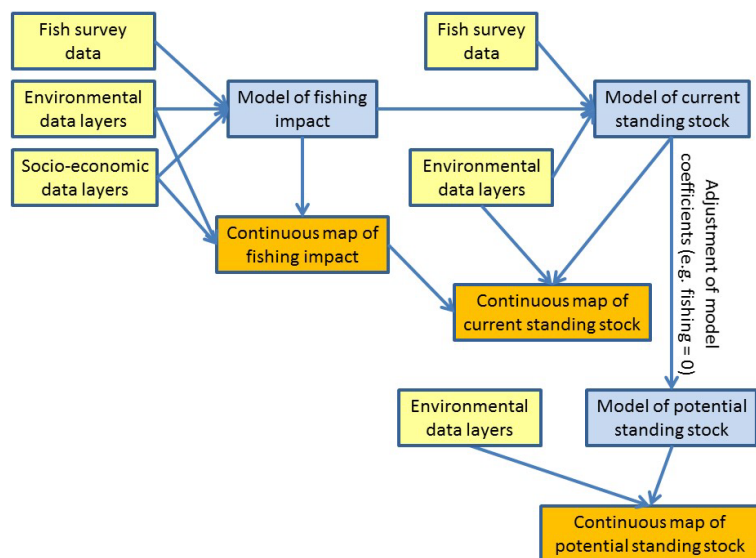 Fish survey
data
Fish survey
data
Environmental
data layers
Model of fishing
impact
Model of current
standing stock
Socio-economic
data layers
Environmental
data layers
Continuous map of
fishing impact
Continuous map of
current standing stock
Adjustment of model
coefficients (e.g. fishing = 0)
Environmental
data layers
Model of potential
standing stock
Continuous map of
potential standing stock